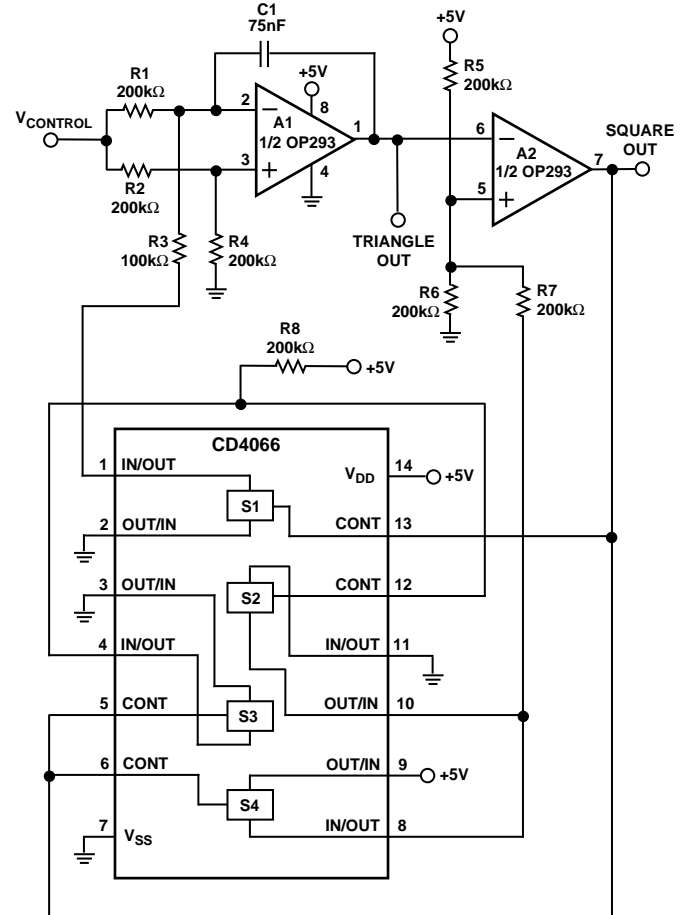 C1
75nF
+5V
R5
200kΩ
R1
200kΩ
+5V
V_CONTROL
2
8
A1
1/2 OP293
1
3
4
R2
200kΩ
6
A2
1/2 OP293
7
5
SQUARE
OUT
TRIANGLE
OUT
R3
100kΩ
R4
200kΩ
R6
200kΩ
R7
200kΩ
R8
200kΩ
+5V
CD4066
1 IN/OUT
V_DD 14 +5V
S1
2 OUT/IN
CONT 13
3 OUT/IN
S2
CONT 12
4 IN/OUT
IN/OUT 11
5 CONT
S3
OUT/IN 10
6 CONT
OUT/IN 9 +5V
S4
7 V_SS
IN/OUT 8